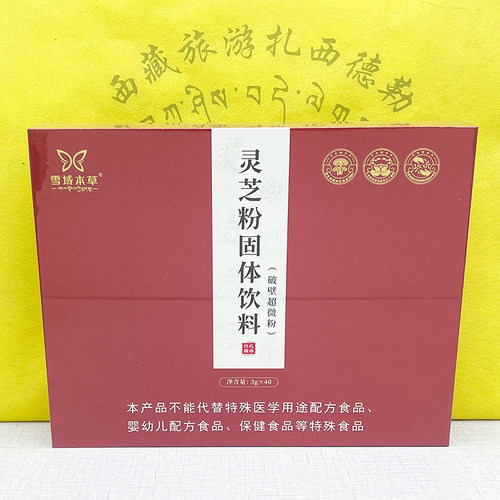 西藏旅游扎西德勒
雪域本草®
灵芝粉固体饮料
（破壁超微粉）
净含量：3g×40
本产品不能代替特殊医学用途配方食品、
婴幼儿配方食品、保健食品等特殊食品